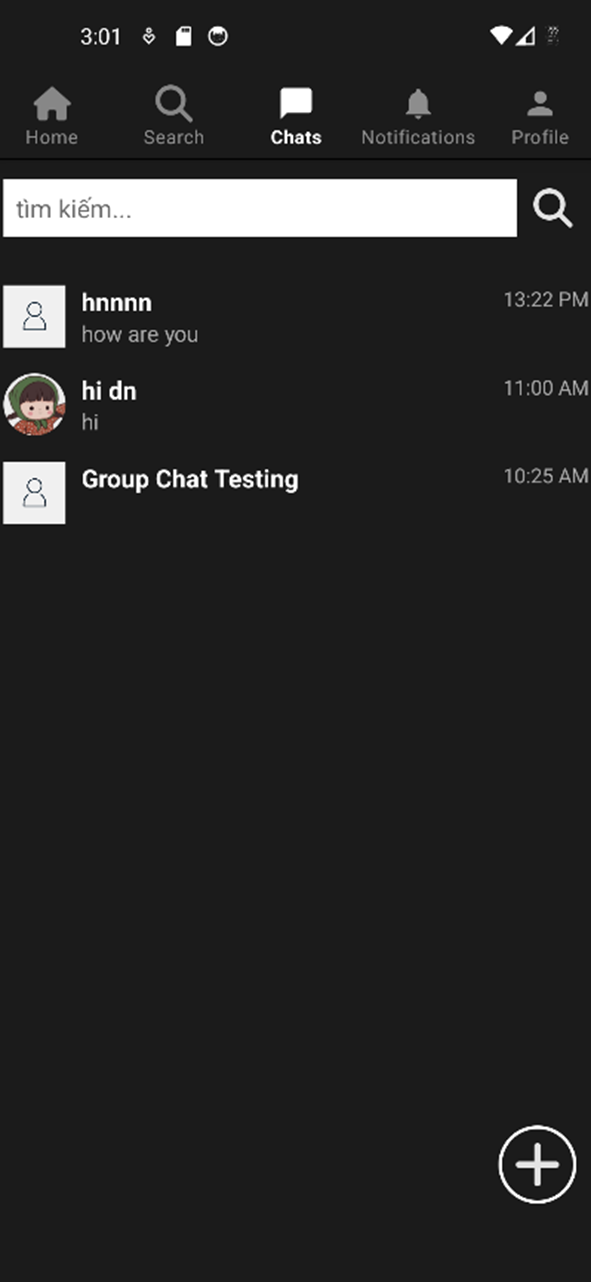 3:01
Home Search Chats Notifications Profile
tìm kiếm...
hnnnn 13:22 PM
how are you
hi dn 11:00 AM
hi
Group Chat Testing 10:25 AM